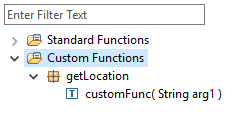 Enter Filter Text
Standard Functions
Custom Functions
getLocation
T customFunc( String arg1 )